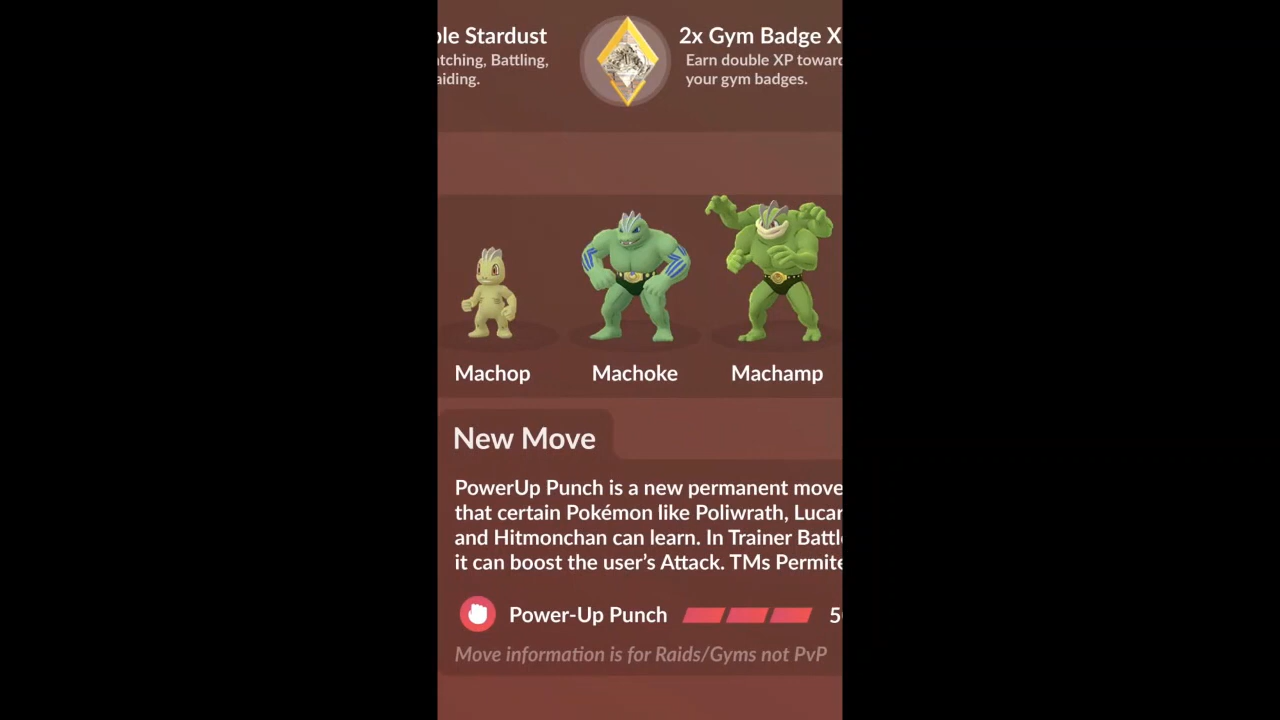 ble Stardust
atching, Battling,
aiding.
2x Gym Badge X
Earn double XP toward
your gym badges.
Machop
Machoke
Machamp
New Move
PowerUp Punch is a new permanent move
that certain Pokémon like Poliwrath, Lucar
and Hitmonchan can learn. In Trainer Battl
it can boost the user's Attack. TMs Permite
Power-Up Punch
5
Move information is for Raids/Gyms not PvP